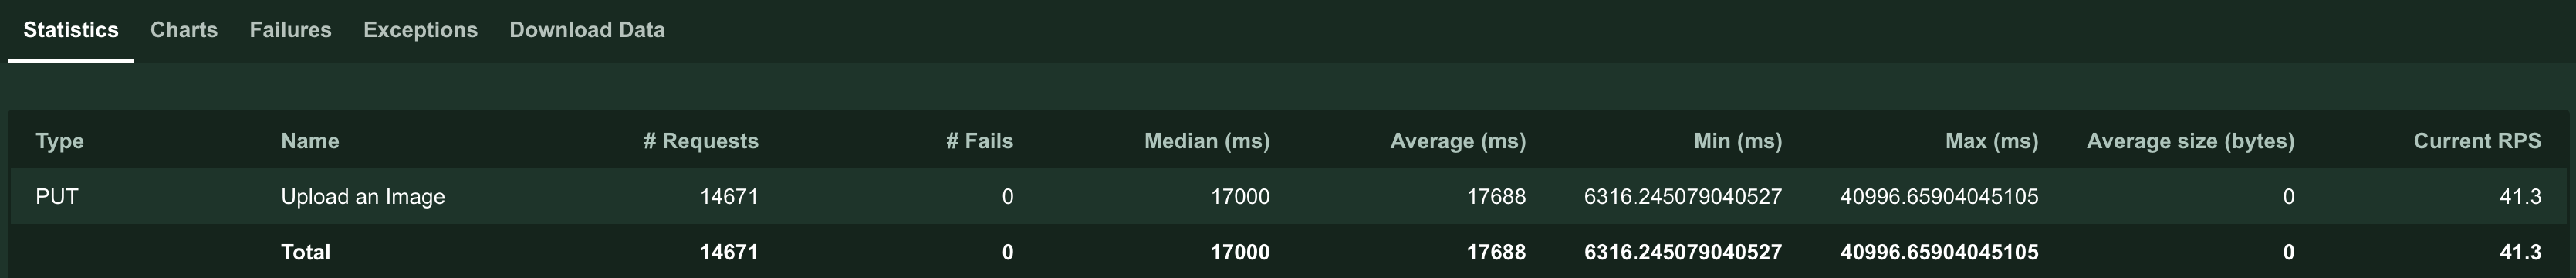 Statistics Charts Failures Exceptions Download Data
Type Name # Requests # Fails Median (ms) Average (ms) Min (ms) Max (ms) Average size (bytes) Current RPS
PUT Upload an Image 14671 0 17000 17688 6316.245079040527 40996.65904045105 0 41.3
Total 14671 0 17000 17688 6316.245079040527 40996.65904045105 0 41.3